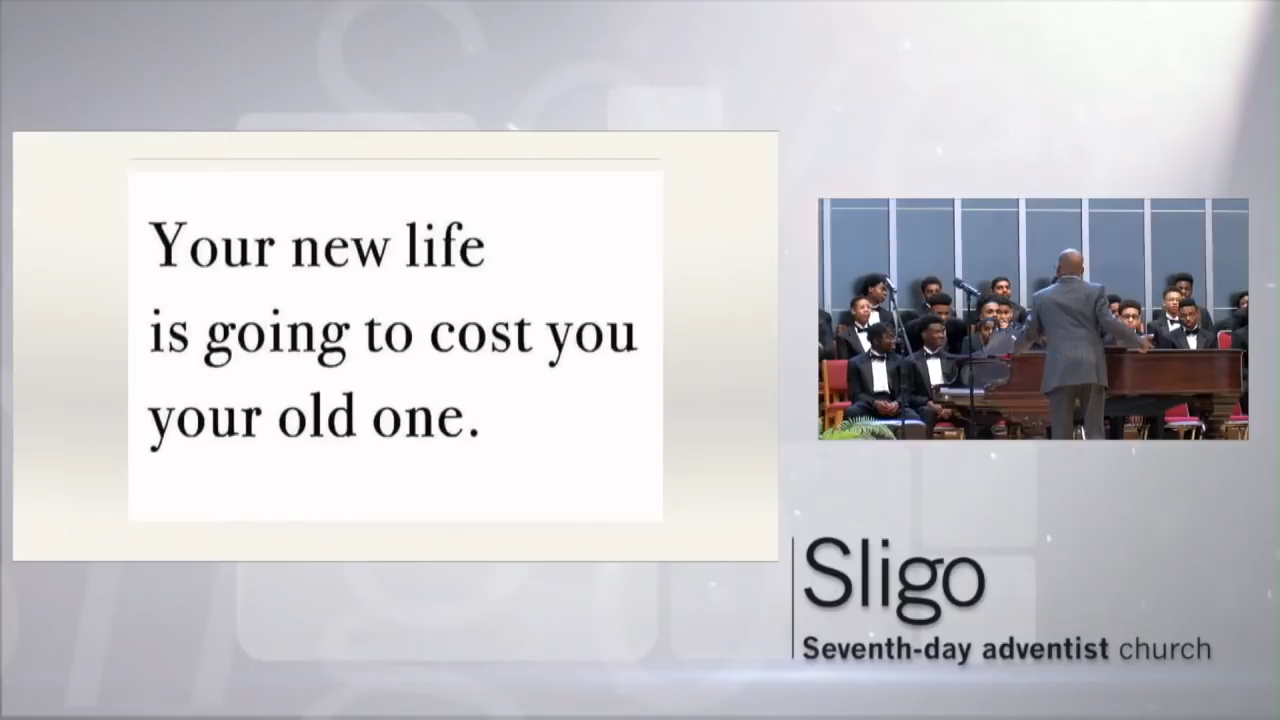 Your new life
is going to cost you
your old one.
Sligo
Seventh-day adventist church